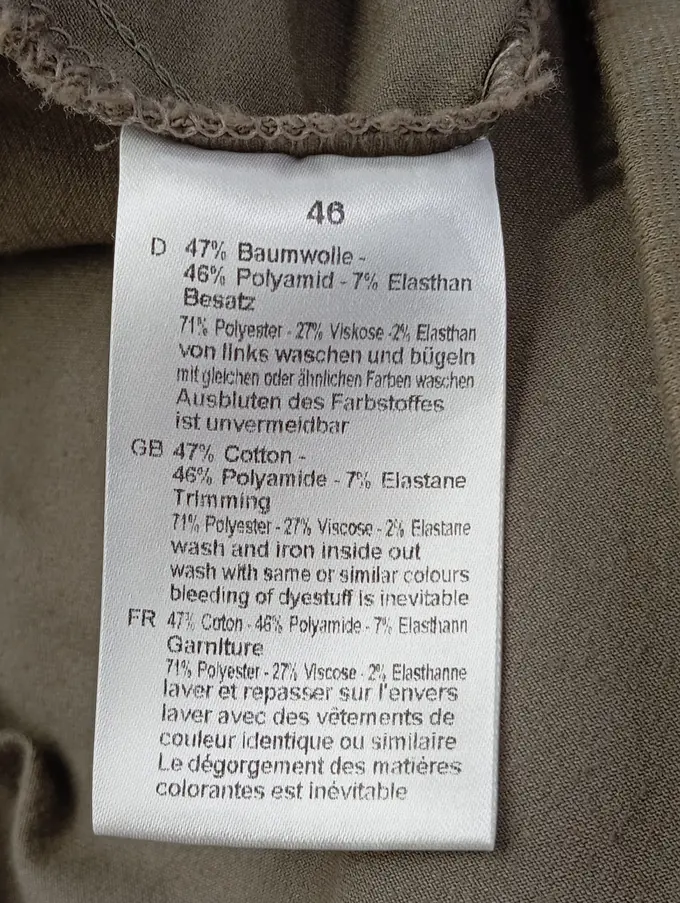 46
D 47% Baumwolle -
46% Polyamid - 7% Elasthan
Besatz
71% Polyester - 27% Viskose -2% Elasthan
von links waschen und bügeln
mit gleichen oder ähnlichen Farben waschen
Ausbluten des Farbstoffes
ist unvermeidbar
GB 47% Cotton -
46% Polyamide - 7% Elastane
Trimming
71% Polyester - 27% Viscose - 2% Elastane
wash and iron inside out
wash with same or similar colours
bleeding of dyestuff is inevitable
FR 47% Coton - 46% Polyamide - 7% Elasthann
Garniture
71% Polyester - 27% Viscose - 2% Elasthanne
laver et repasser sur l'envers
laver avec des vêtements de
couleur identique ou similaire
Le dégorgement des matières
colorantes est inévitable